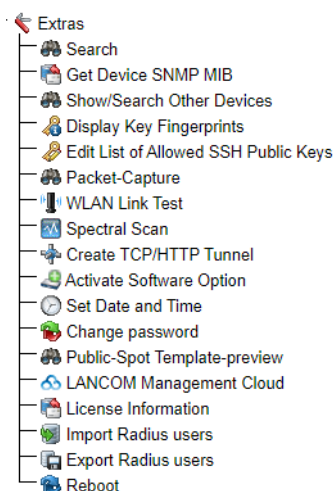 Extras
Search
Get Device SNMP MIB
Show/Search Other Devices
Display Key Fingerprints
Edit List of Allowed SSH Public Keys
Packet-Capture
WLAN Link Test
Spectral Scan
Create TCP/HTTP Tunnel
Activate Software Option
Set Date and Time
Change password
Public-Spot Template-preview
LANCOM Management Cloud
License Information
Import Radius users
Export Radius users
Reboot